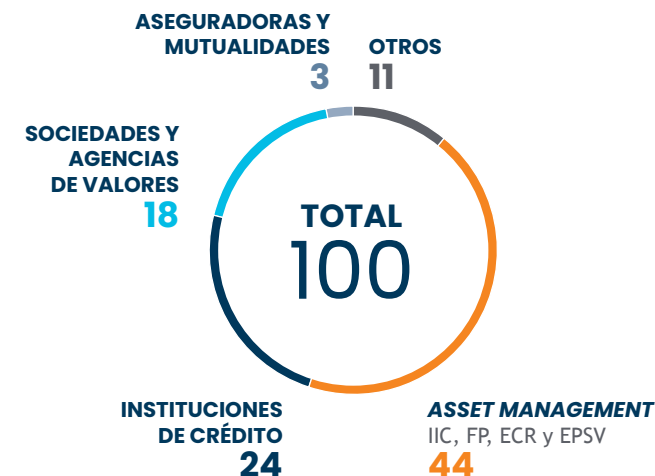 ASEGURADORAS Y
MUTUALIDADES
3
OTROS
11
SOCIEDADES Y
AGENCIAS
DE VALORES
18
TOTAL
100
INSTITUCIONES
DE CRÉDITO
24
ASSET MANAGEMENT
IIC, FP, ECR y EPSV
44